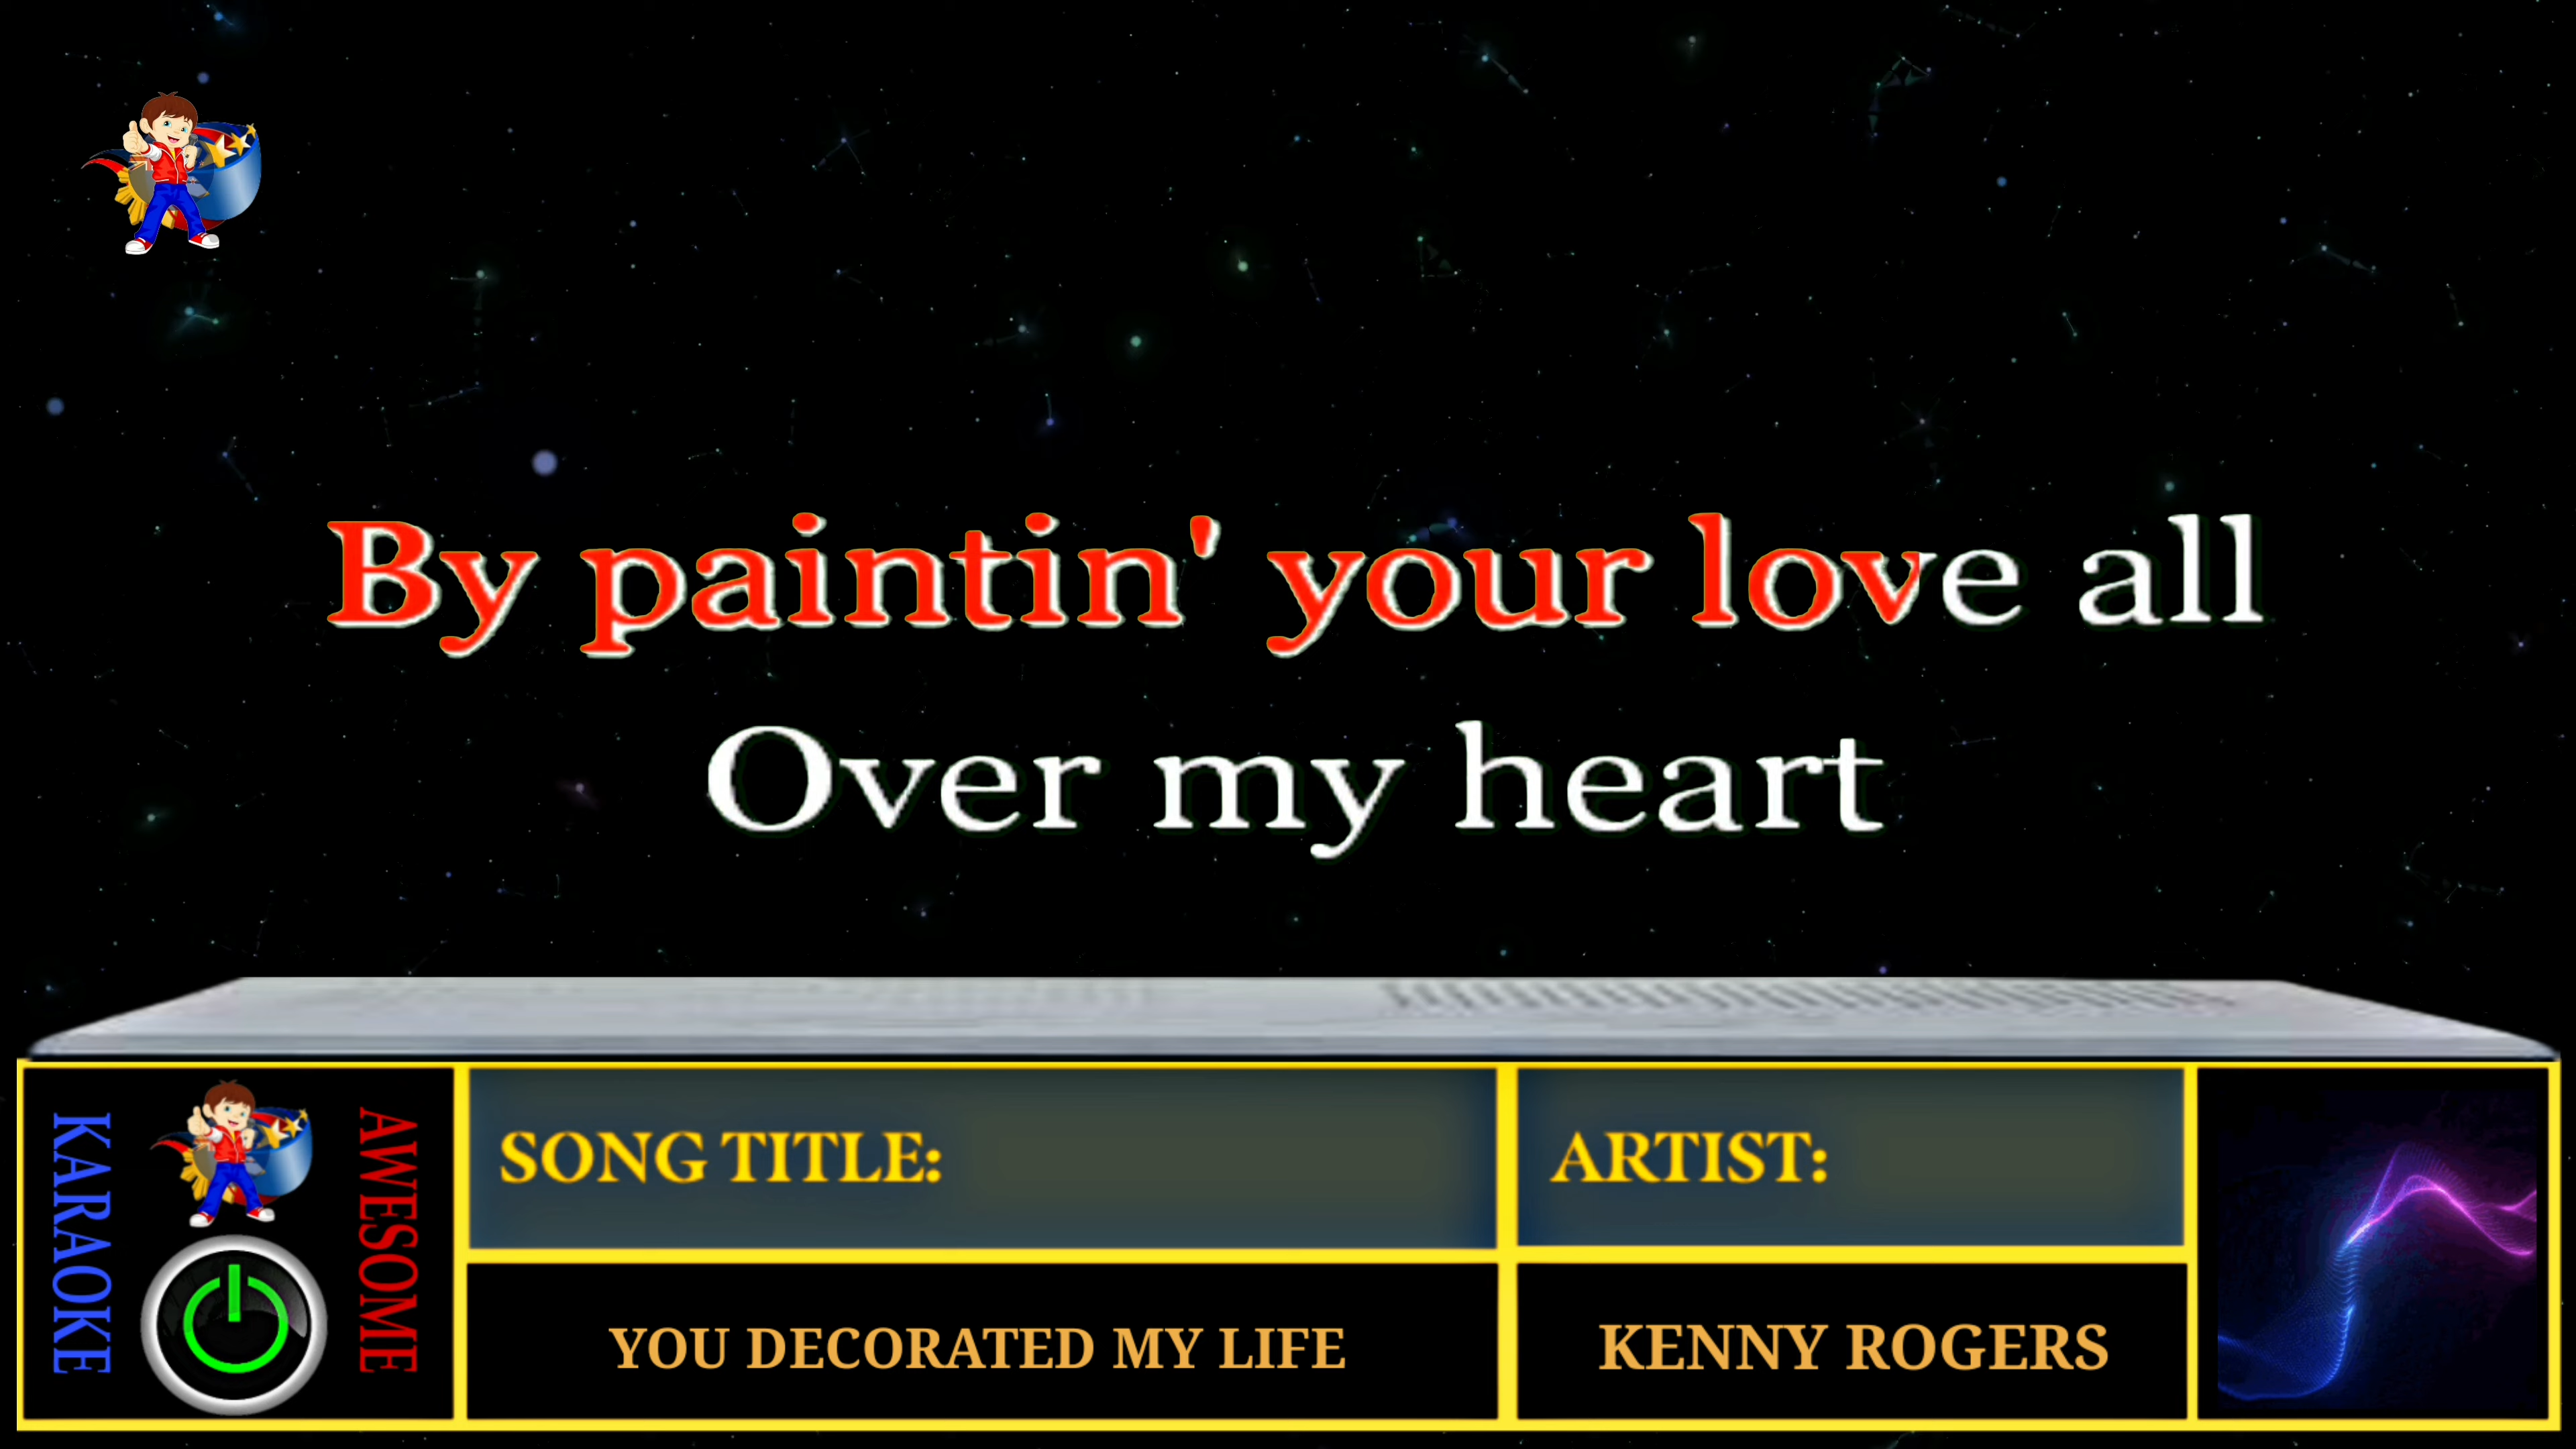 By paintin' your love all
Over my heart
KARAOKE
AWESOME
SONG TITLE:
YOU DECORATED MY LIFE
ARTIST:
KENNY ROGERS